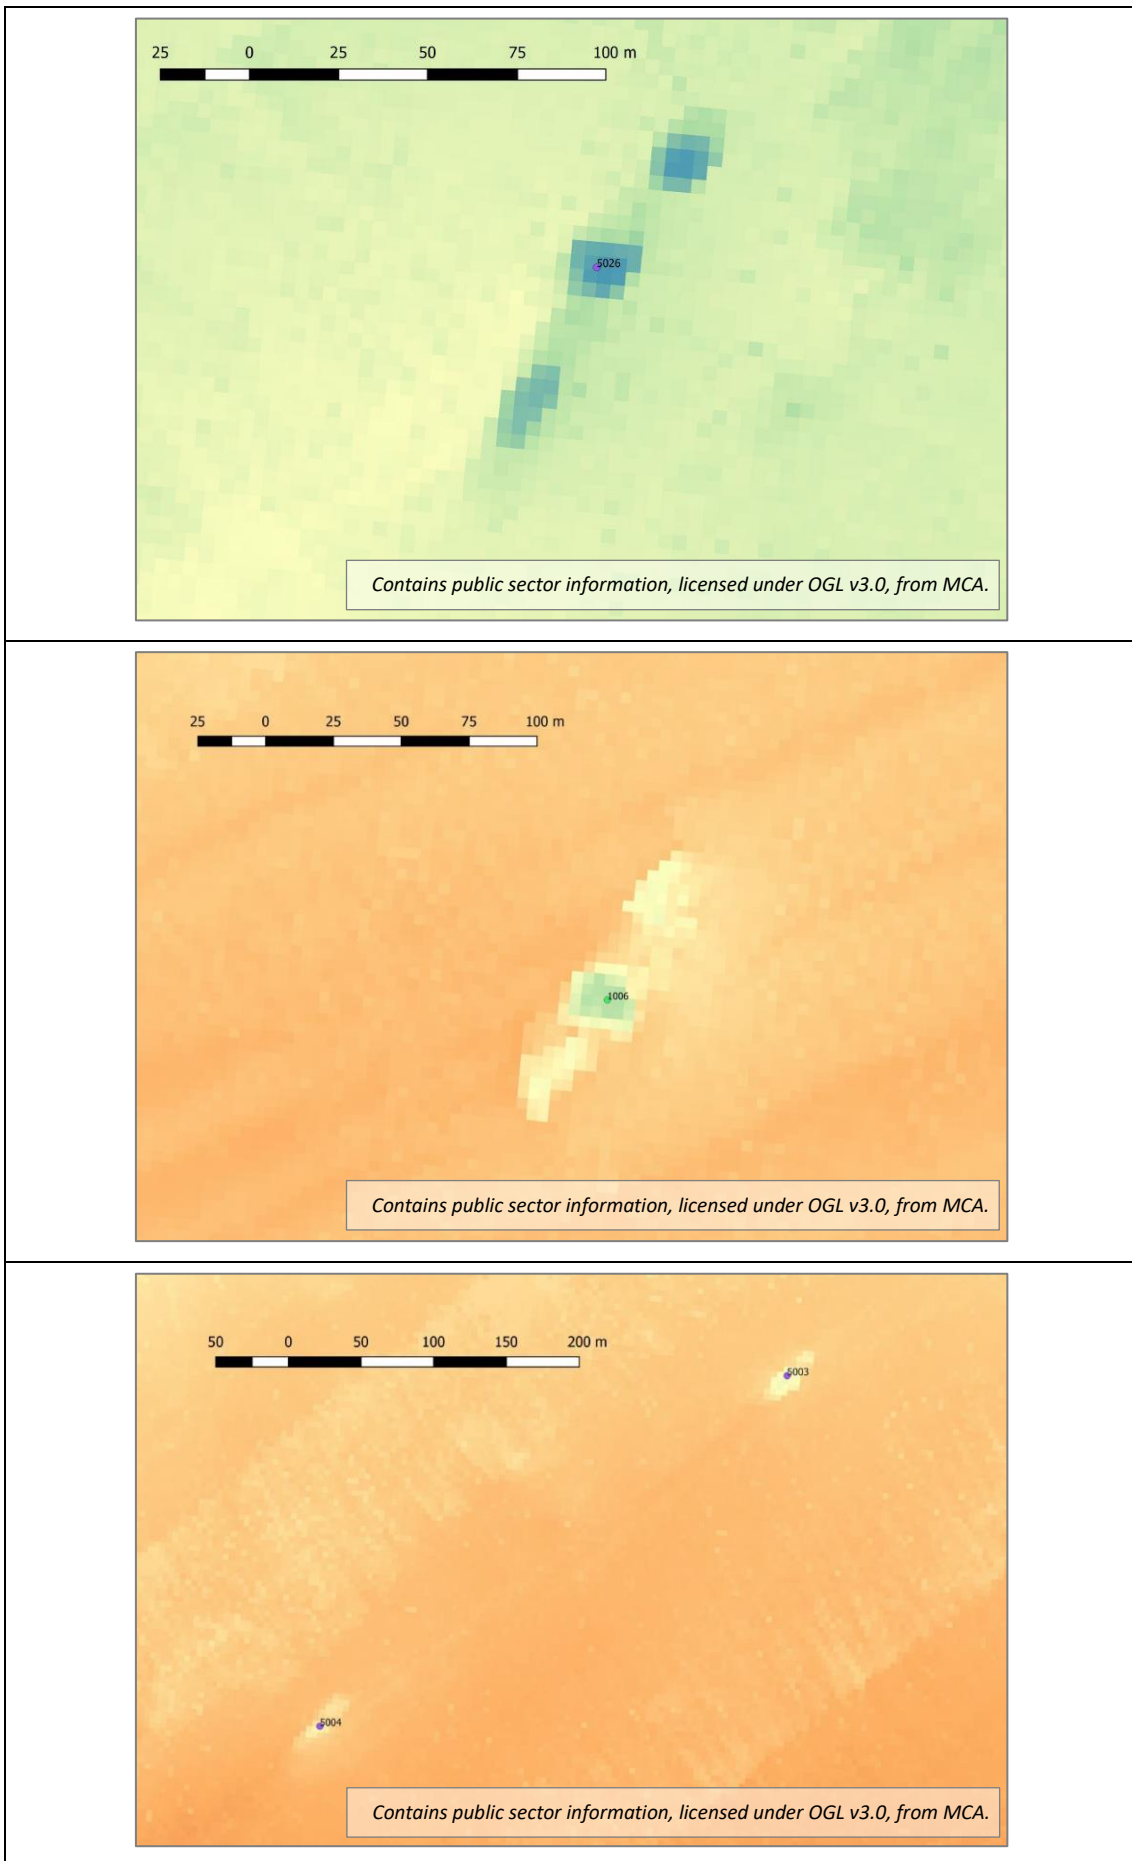 25 0 25 50 75 100 m
5026
Contains public sector information, licensed under OGL v3.0, from MCA.
25 0 25 50 75 100 m
1006
Contains public sector information, licensed under OGL v3.0, from MCA.
50 0 50 100 150 200 m
5003
5004
Contains public sector information, licensed under OGL v3.0, from MCA.